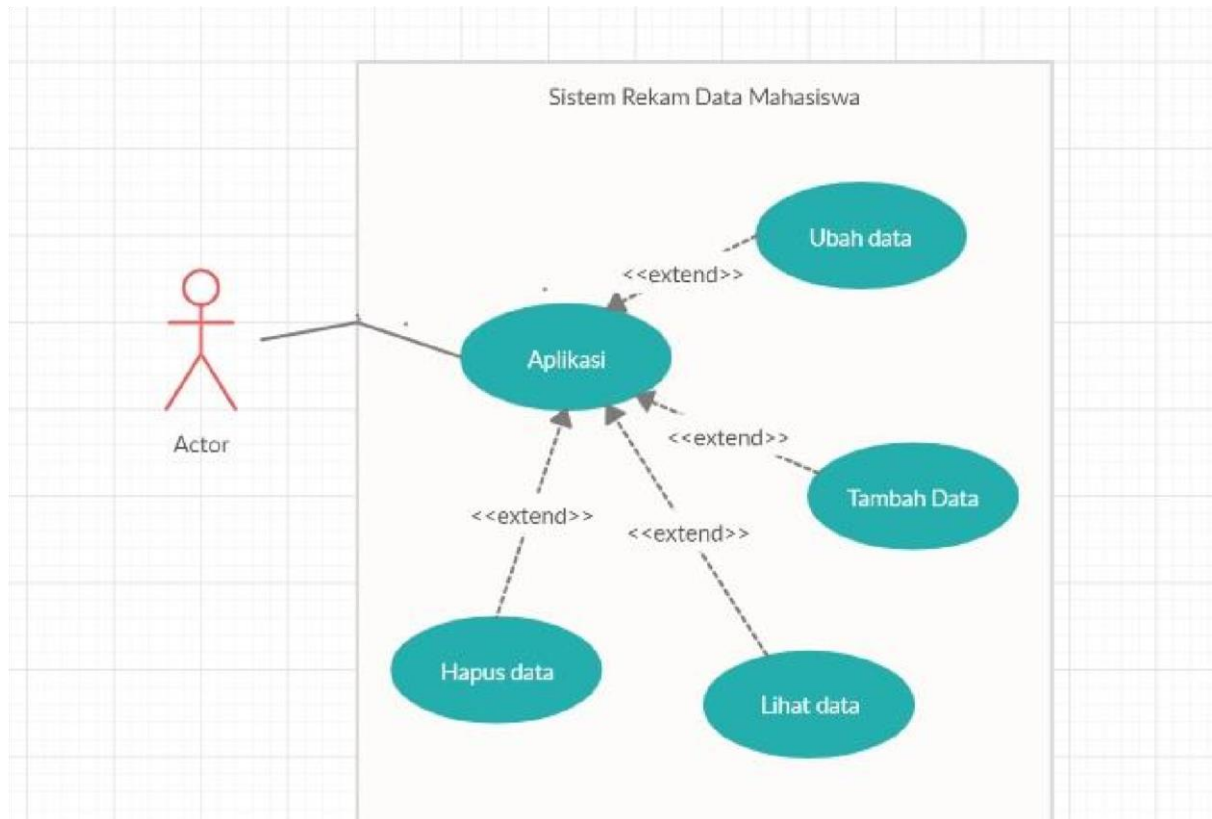 Sistem Rekam Data Mahasiswa
Ubah data
<<extend>>
Aplikasi
<<extend>>
Actor
Tambah Data
<<extend>>
<<extend>>
Hapus data
Lihat data